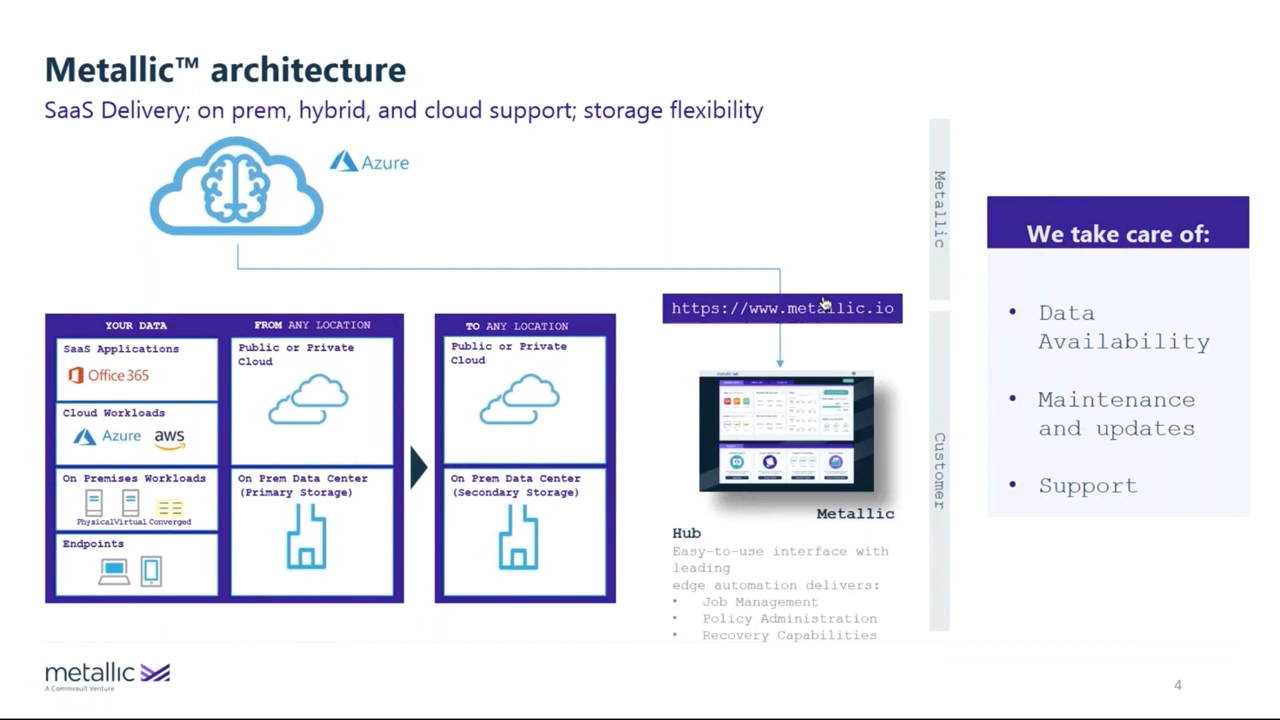 Metallic™ architecture
SaaS Delivery; on prem, hybrid, and cloud support; storage flexibility
Azure
https://www.metallic.io
YOUR DATA
SaaS Applications
Office 365
Cloud Workloads
Azure
aws
On Premises Workloads
Physical Virtual Converged
Endpoints
FROM ANY LOCATION
Public or Private
Cloud
On Prem Data Center
(Primary Storage)
TO ANY LOCATION
Public or Private
Cloud
On Prem Data Center
(Secondary Storage)
Metallic
Hub
Easy-to-use interface with
leading
edge automation delivers:
• Job Management
• Policy Administration
• Recovery Capabilities
Metallic
Customer
We take care of:
• Data
Availability
• Maintenance
and updates
• Support
metallic
A Commvault Venture
4